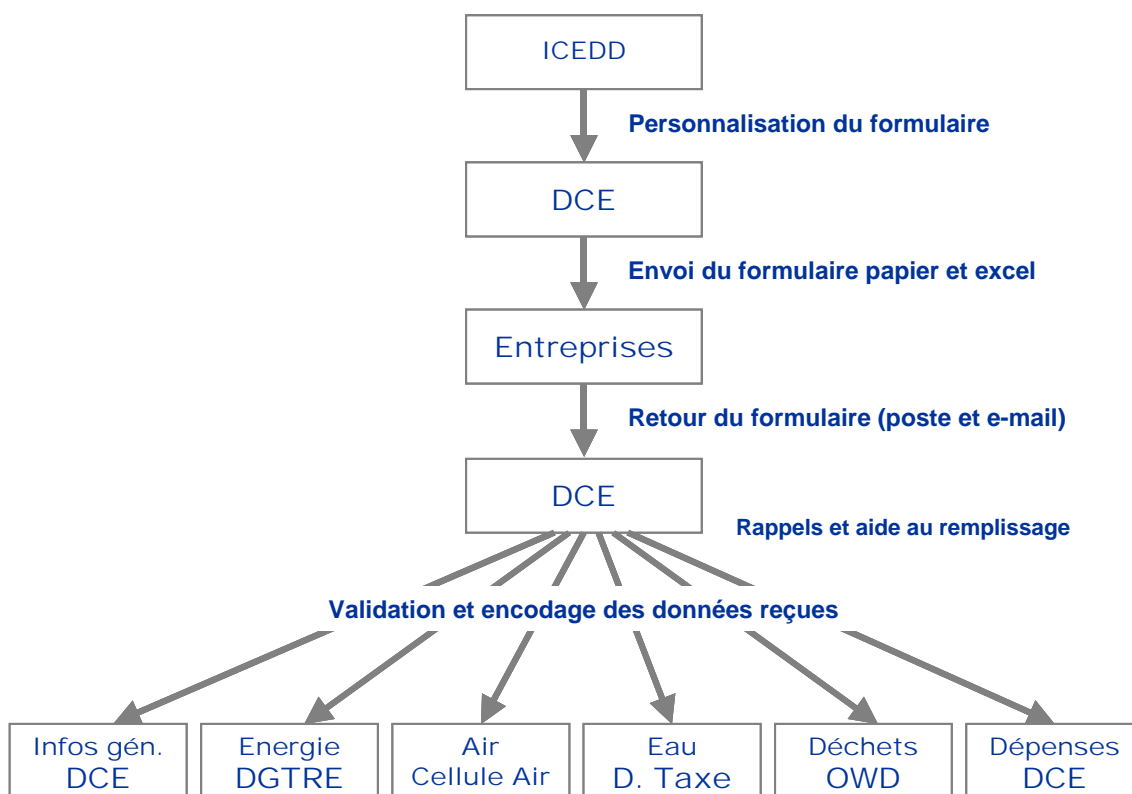 ICEDD
Personnalisation du formulaire
DCE
Envoi du formulaire papier et excel
Entreprises
Retour du formulaire (poste et e-mail)
DCE
Rappels et aide au remplissage
Validation et encodage des données reçues
Infos gén.
DCE
Energie
DGTRE
Air
Cellule Air
Eau
D. Taxe
Déchets
OWD
Dépenses
DCE